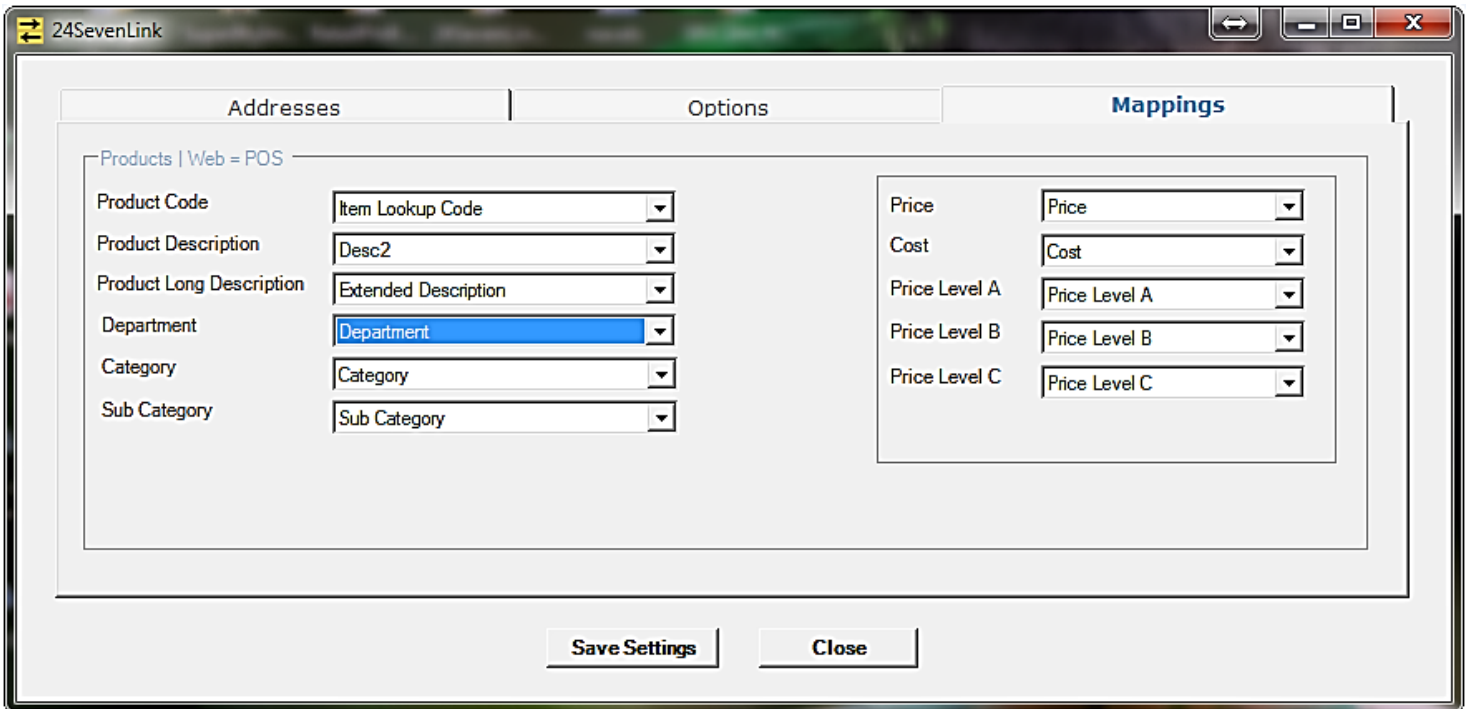 24SevenLink
Addresses Options Mappings
Products | Web = POS
Product Code Item Lookup Code
Product Description Desc2
Product Long Description Extended Description
Department Department
Category Category
Sub Category Sub Category
Price Price
Cost Cost
Price Level A Price Level A
Price Level B Price Level B
Price Level C Price Level C
Save Settings Close